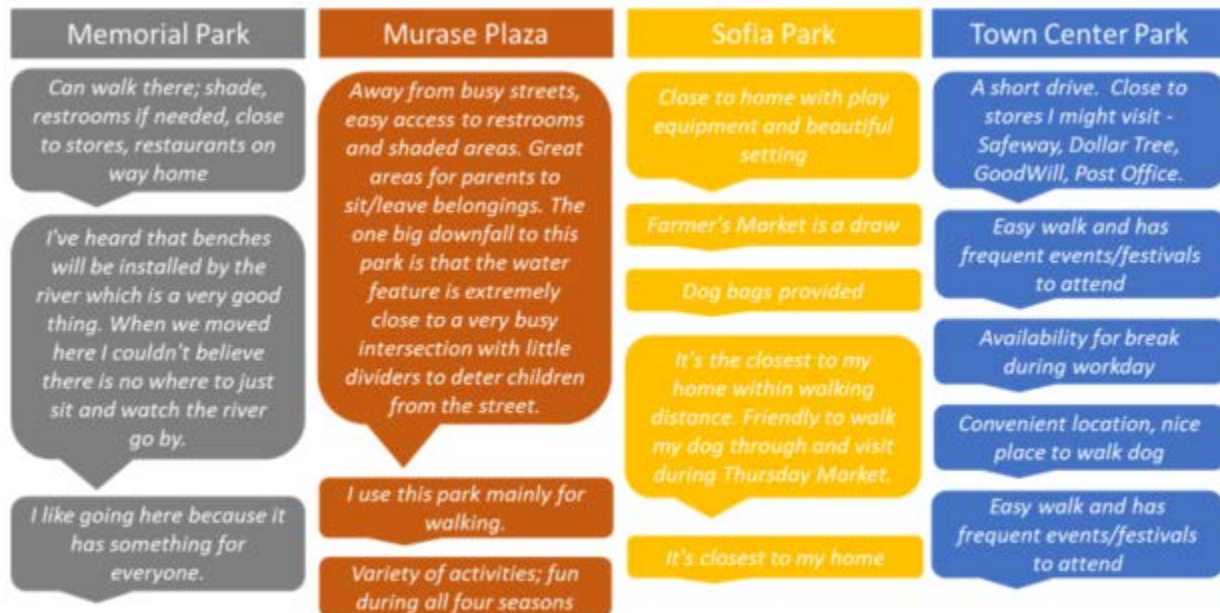 Memorial Park
Can walk there; shade,
restrooms if needed, close
to stores, restaurants on
way home
I've heard that benches
will be installed by the
river which is a very good
thing. When we moved
here I couldn't believe
there is no where to just
sit and watch the river
go by.
I like going here because it
has something for
everyone.
Murase Plaza
Away from busy streets,
easy access to restrooms
and shaded areas. Great
areas for parents to
sit/leave belongings. The
one big downfall to this
park is that the water
feature is extremely
close to a very busy
intersection with little
dividers to deter children
from the street.
I use this park mainly for
walking.
Variety of activities; fun
during all four seasons
Sofia Park
Close to home with play
equipment and beautiful
setting
Farmer's Market is a draw
Dog bags provided
It's the closest to my
home within walking
distance. Friendly to walk
my dog through and visit
during Thursday Market.
It's closest to my home
Town Center Park
A short drive. Close to
stores I might visit -
Safeway, Dollar Tree,
GoodWill, Post Office.
Easy walk and has
frequent events/festivals
to attend
Availability for break
during workday
Convenient location, nice
place to walk dog
Easy walk and has
frequent events/festivals
to attend